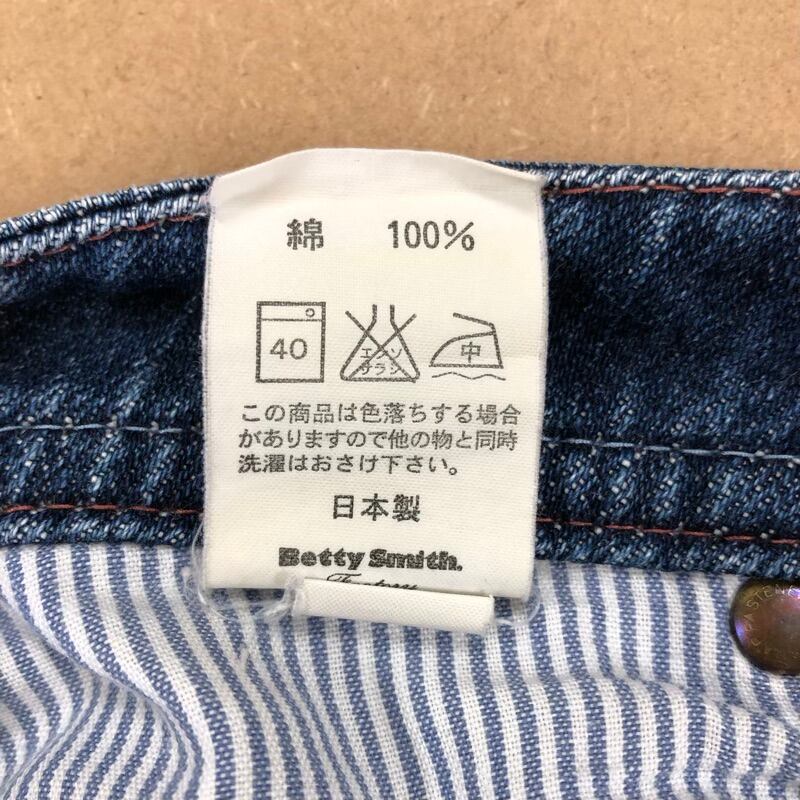 綿 100%
40
エンソ
サラシ
中
この商品は色落ちする場合
がありますので他の物と同時
洗濯はおさけ下さい。
日本製
Betty Smith.
Factory